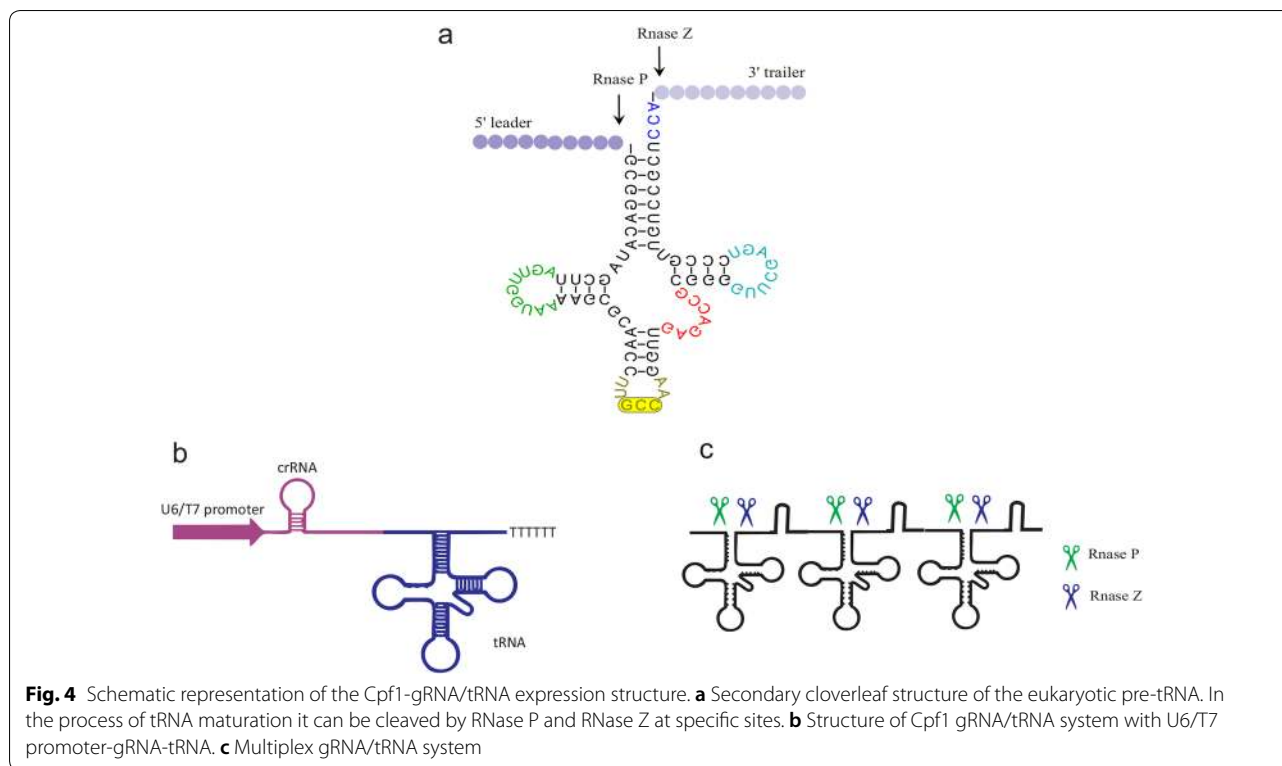 a
Rnase Z
Rnase P
3' trailer
5' leader
GCC
b
crRNA
U6/T7 promoter
TTTTTT
tRNA
c
Rnase P
Rnase Z
Fig. 4 Schematic representation of the Cpf1-gRNA/tRNA expression structure. a Secondary cloverleaf structure of the eukaryotic pre-tRNA. In
the process of tRNA maturation it can be cleaved by RNase P and RNase Z at specific sites. b Structure of Cpf1 gRNA/tRNA system with U6/T7
promoter-gRNA-tRNA. c Multiplex gRNA/tRNA system